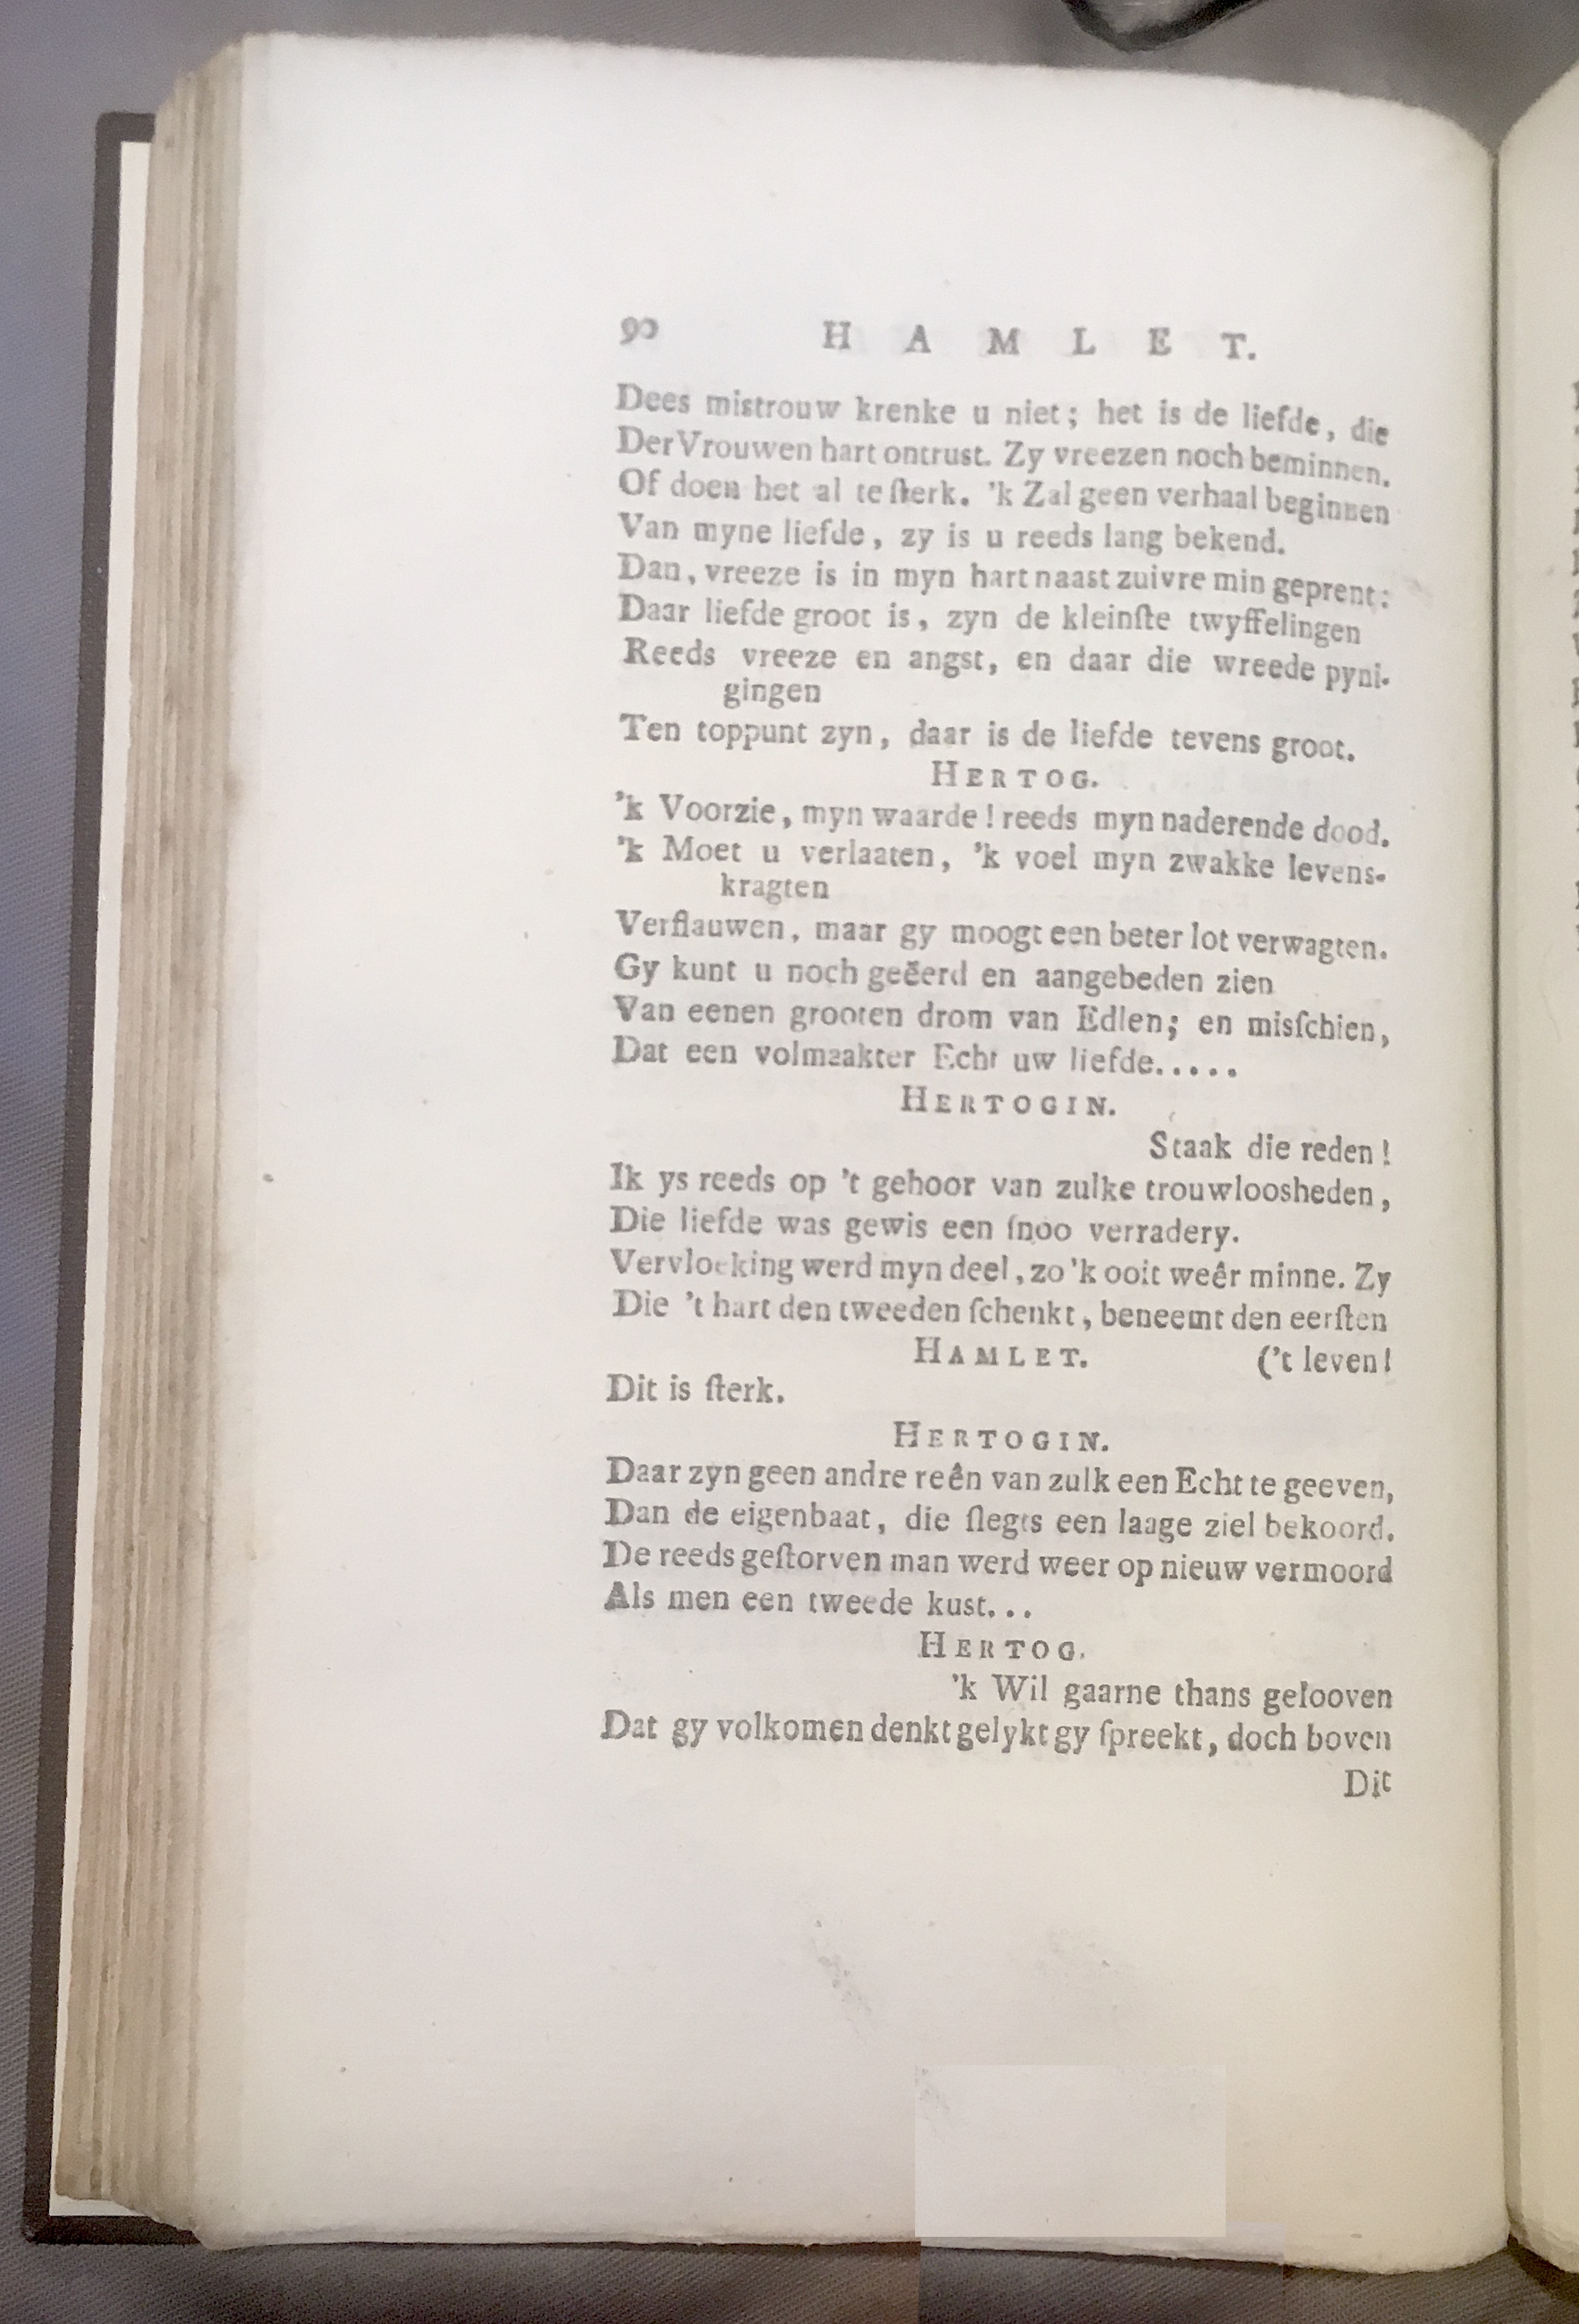 90 HAMLET.
Dees mistrouw krenke u niet; het is de lieſde, die
Der Vrouwen hart ontrust. Zy vreezen noch beminnen.
Of doen het al te ſterk. 'k Zal geen verhaal beginnen
Van myne liefde, zy is u reeds lang bekend.
Dan, vreeze is in myn hart naast zuivre min geprent:
Daar liefde groot is, zyn de kleinſte twyffelingen
Reeds vreeze en angst, en daar die wreede pyni-
gingen
Ten toppunt zyn, daar is de liefde tevens groot.
HERTOG.
'k Voorzie, myn waarde! reeds myn naderende dood.
'k Moet u verlaaten, 'k voel myn zwakke levens-
kragten
Verflauwen, maar gy moogt een beter lot verwagten.
Gy kunt u noch geëerd en aangebeden zien
Van eenen grooten drom van Edlen; en misſchien,
Dat een volmaakter Echt uw liefde.....
HERTOGIN.
Staak die reden!
Ik ys reeds op 't gehoor van zulke trouwloosheden,
Die liefde was gewis een ſnoo verradery.
Vervloeking werd myn deel, zo 'k ooit weêr minne. Zy
Die 't hart den tweeden ſchenkt, beneemt den eerſten
HAMLET. ('t leven!
Dit is ſterk.
HERTOGIN.
Daar zyn geen andre reên van zulk een Echt te geeven,
Dan de eigenbaat, die ſlegts een laage ziel bekoord.
De reeds geſtorven man werd weer op nieuw vermoord
Als men een tweede kust...
HERTOG.
'k Wil gaarne thans gelooven
Dat gy volkomen denkt gelykt gy ſpreekt, doch boven
Dit